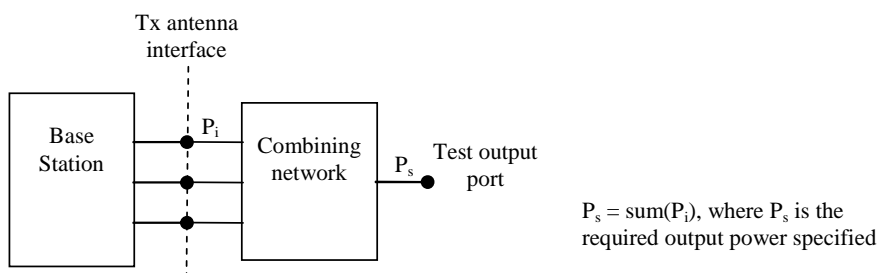 Tx antenna
interface
Base
Station
Pi
Combining
network
Ps
Test output
port
Ps = sum(Pi), where Ps is the
required output power specified